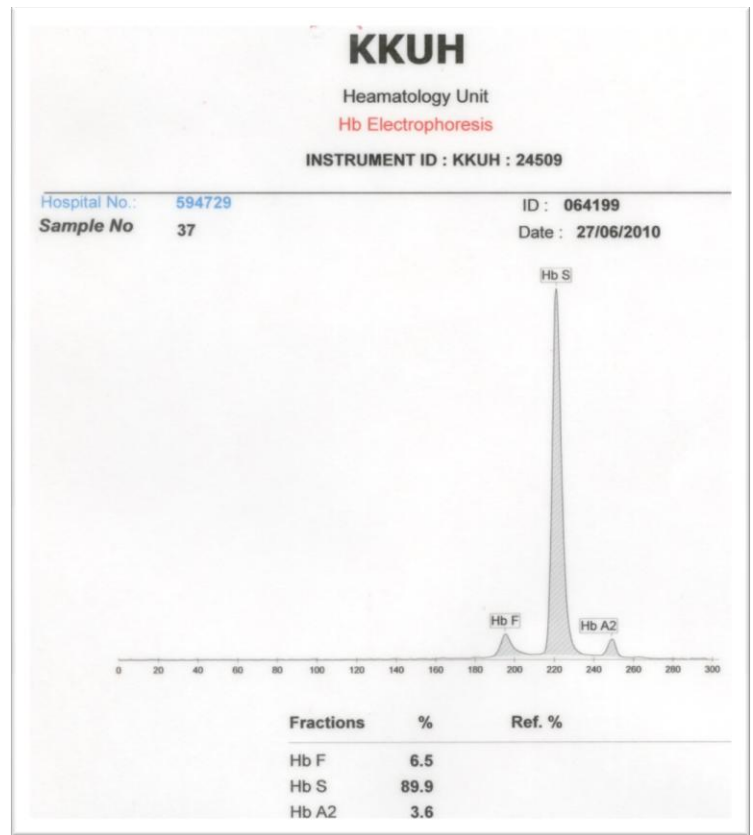 KKUH
Heamatology Unit
Hb Electrophoresis
INSTRUMENT ID : KKUH : 24509
Hospital No.: 594729 ID : 064199
Sample No 37 Date : 27/06/2010
Hb S
Hb F
Hb A2
0 20 40 60 80 100 120 140 160 180 200 220 240 260 280 300
Fractions % Ref. %
Hb F 6.5
Hb S 89.9
Hb A2 3.6